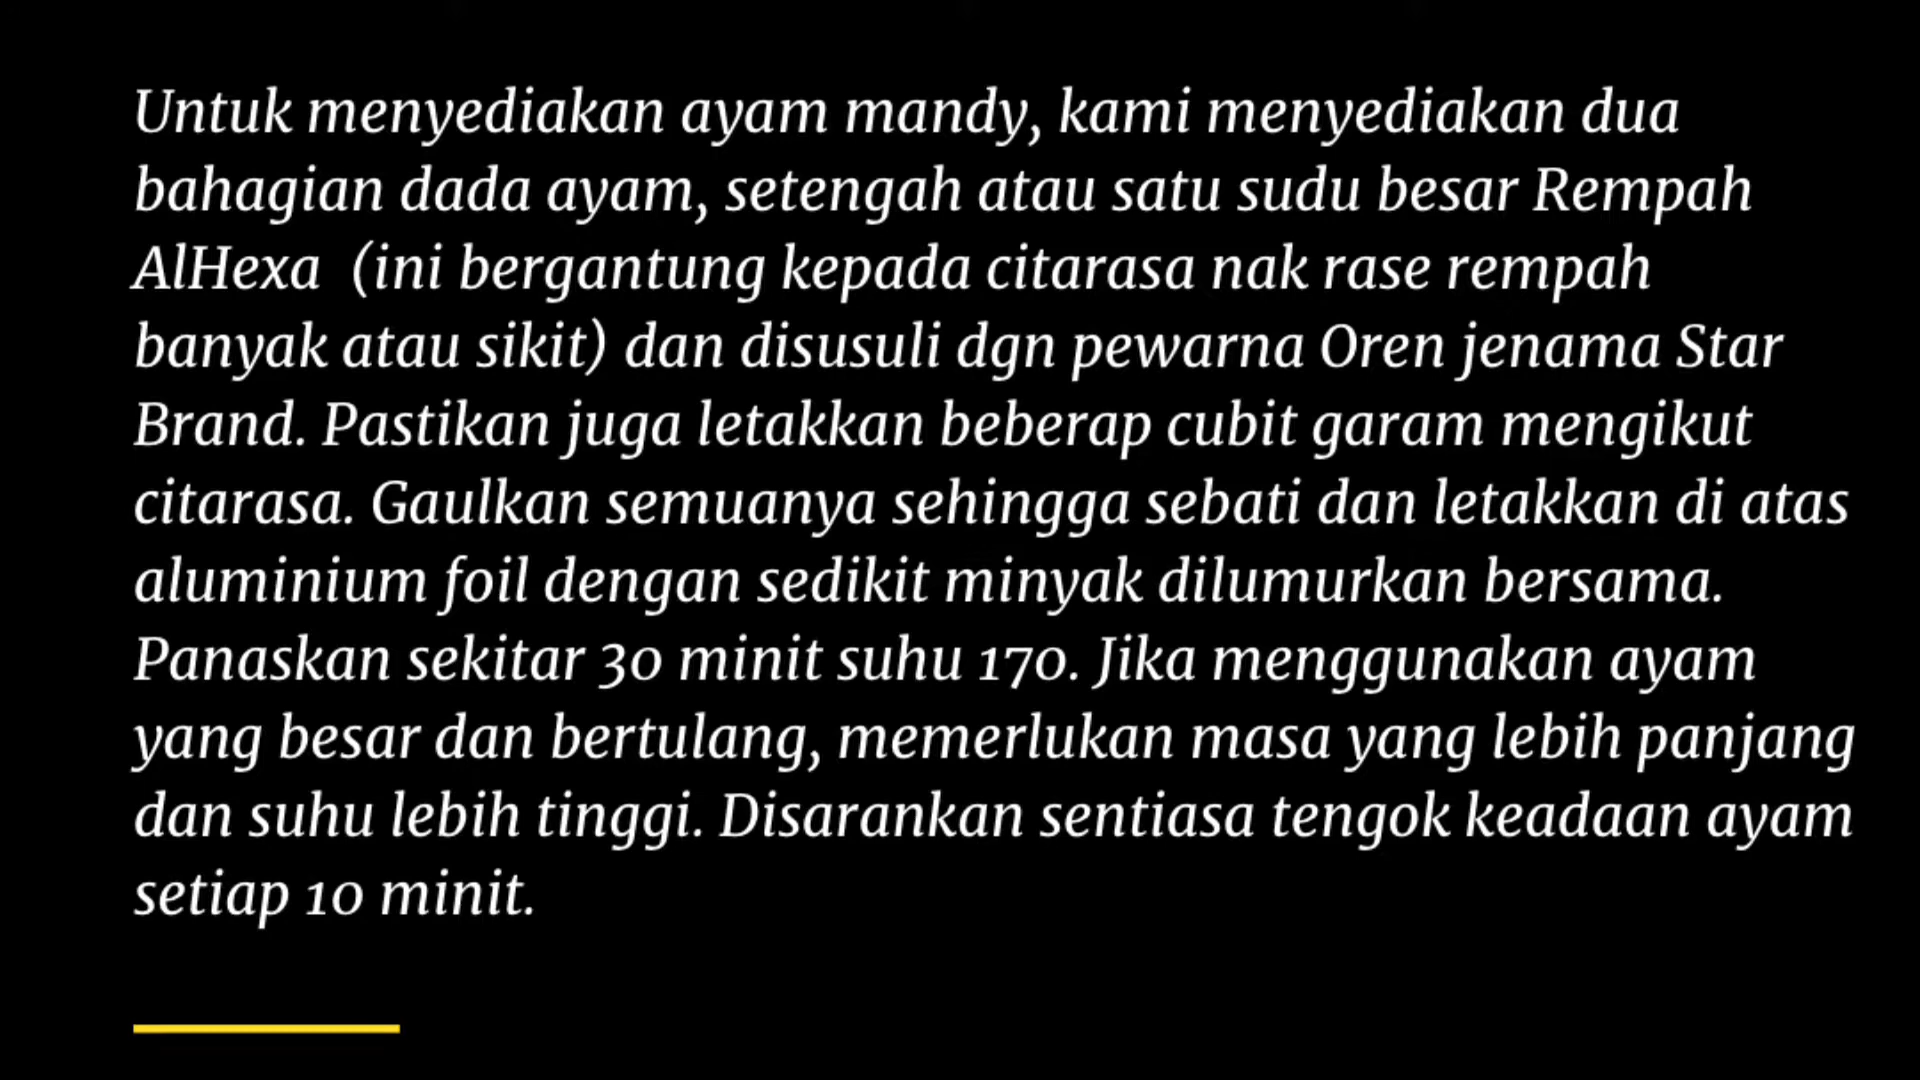 Untuk menyediakan ayam mandy, kami menyediakan dua
bahagian dada ayam, setengah atau satu sudu besar Rempah
AlHexa  (ini bergantung kepada citarasa nak rase rempah
banyak atau sikit) dan disusuli dgn pewarna Oren jenama Star
Brand. Pastikan juga letakkan beberap cubit garam mengikut
citarasa. Gaulkan semuanya sehingga sebati dan letakkan di atas
aluminium foil dengan sedikit minyak dilumurkan bersama.
Panaskan sekitar 30 minit suhu 170. Jika menggunakan ayam
yang besar dan bertulang, memerlukan masa yang lebih panjang
dan suhu lebih tinggi. Disarankan sentiasa tengok keadaan ayam
setiap 10 minit.